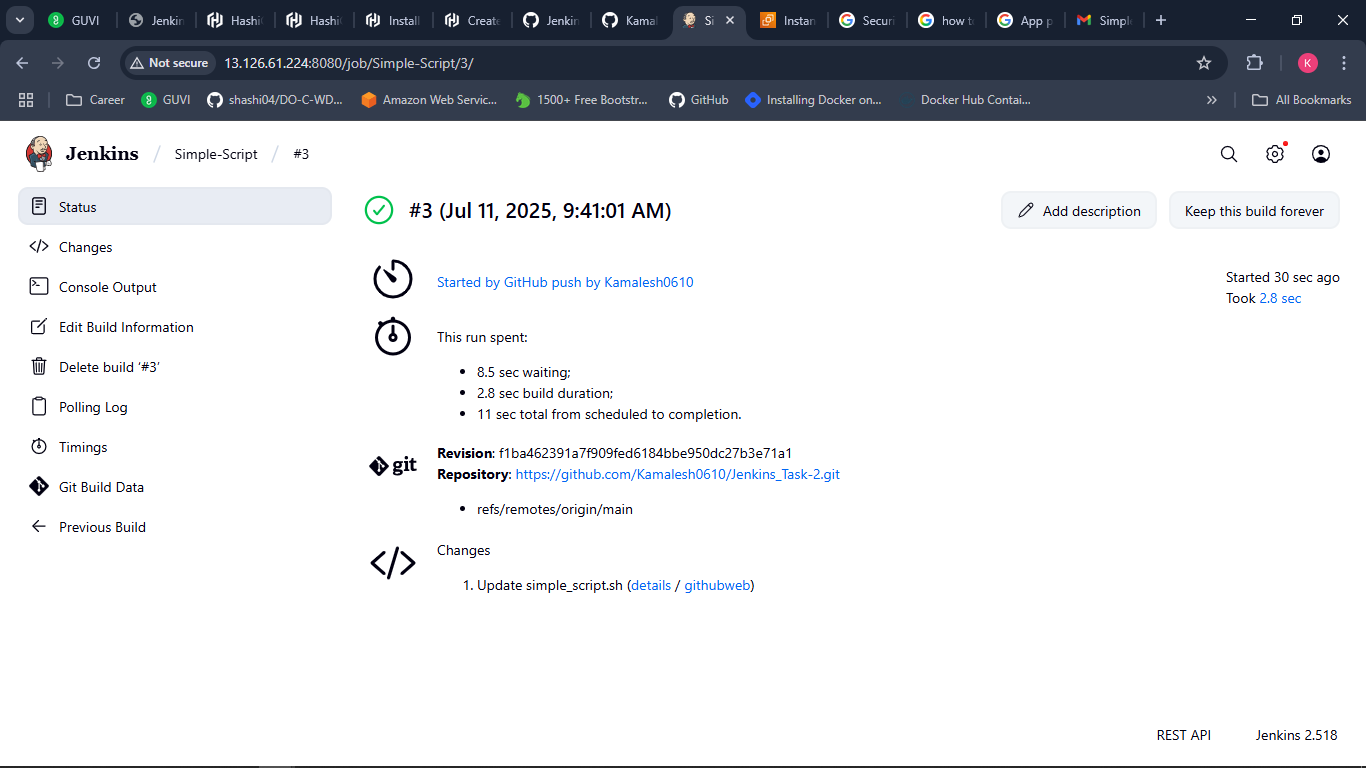 GUVI
Jenkin
Hashi
Hashi
Install
Create
Jenkin
Kamal
Si
Instan
Securi
how to
App p
Simple
Not secure
13.126.61.224:8080/job/Simple-Script/3/
K
Career
GUVI
shashi04/DO-C-WD...
Amazon Web Servic...
1500+ Free Bootstr...
GitHub
Installing Docker on...
Docker Hub Contai...
All Bookmarks
Jenkins / Simple-Script / #3
Status
Changes
Console Output
Edit Build Information
Delete build ‘#3’
Polling Log
Timings
Git Build Data
Previous Build
#3 (Jul 11, 2025, 9:41:01 AM)
Add description
Keep this build forever
Started by GitHub push by Kamalesh0610
Started 30 sec ago
Took 2.8 sec
This run spent:
• 8.5 sec waiting;
• 2.8 sec build duration;
• 11 sec total from scheduled to completion.
git
Revision: f1ba462391a7f909fed6184bbe950dc27b3e71a1
Repository: https://github.com/Kamalesh0610/Jenkins_Task-2.git
• refs/remotes/origin/main
Changes
1. Update simple_script.sh (details / githubweb)
REST API
Jenkins 2.518